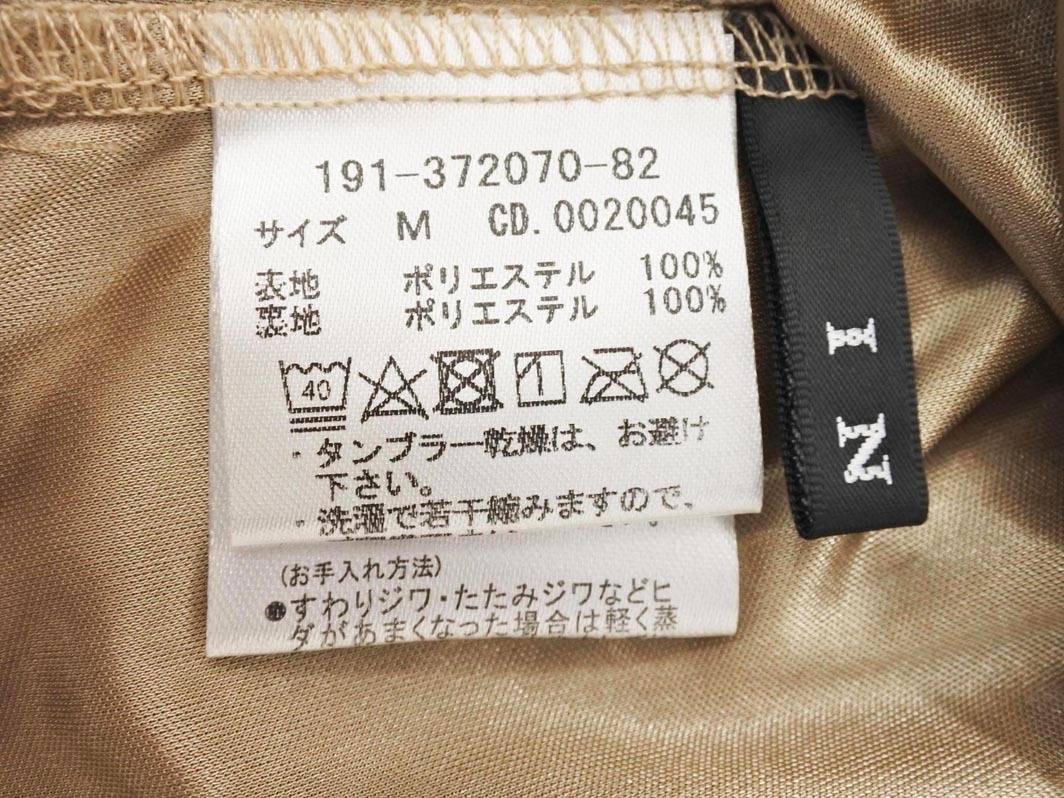 191-372070-82
サイズ M CD.0020045
表地 ポリエステル 100%
裏地 ポリエステル 100%
40
1
・タンブラー乾燥は、お避け
下さい。
・洗濯で若干縮みますので、
(お手入れ方法)
●すわりジワ・たたみジワなどヒ
ダがあまくなった場合は軽く蒸
I N